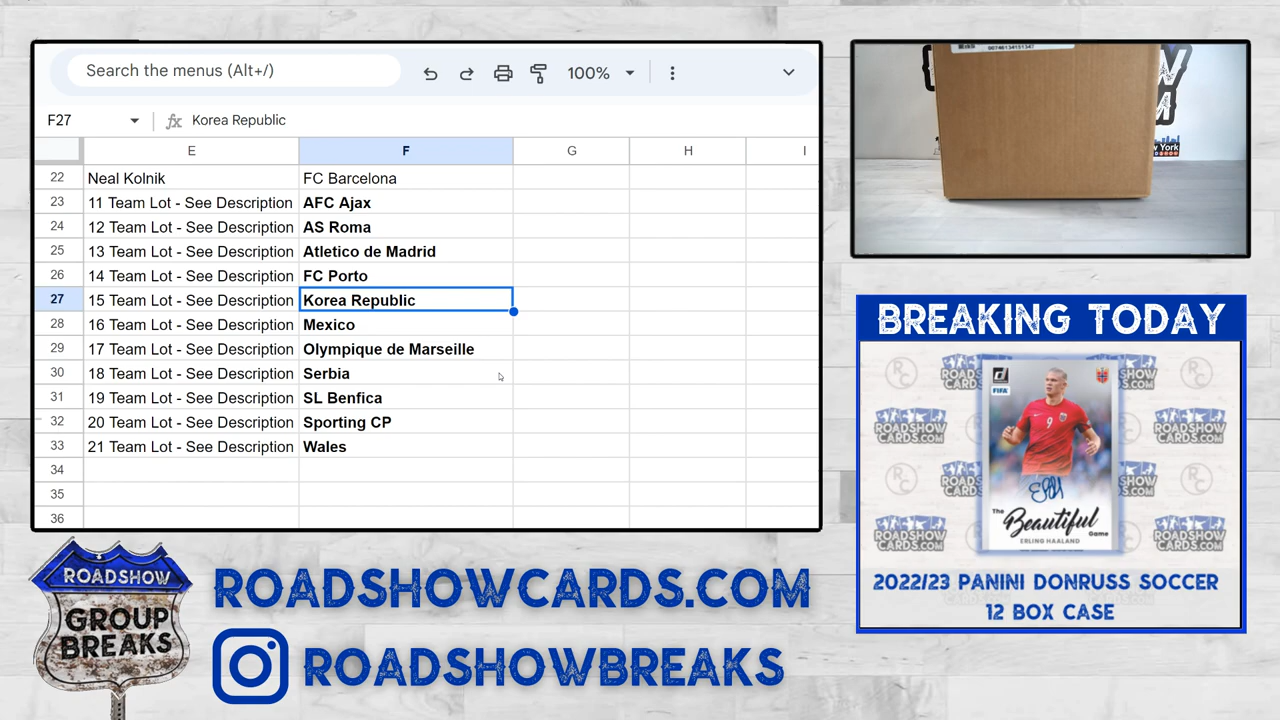 Search the menus (Alt+/)
100%
F27 fx Korea Republic
E F G H I
22 Neal Kolnik FC Barcelona
23 11 Team Lot - See Description AFC Ajax
24 12 Team Lot - See Description AS Roma
25 13 Team Lot - See Description Atletico de Madrid
26 14 Team Lot - See Description FC Porto
27 15 Team Lot - See Description Korea Republic
28 16 Team Lot - See Description Mexico
29 17 Team Lot - See Description Olympique de Marseille
30 18 Team Lot - See Description Serbia
31 19 Team Lot - See Description SL Benfica
32 20 Team Lot - See Description Sporting CP
33 21 Team Lot - See Description Wales
34
35
36
ROADSHOW
GROUP
BREAKS
ROADSHOWCARDS.COM
ROADSHOWBREAKS
York
BREAKING TODAY
FIFA
9
The
Beautiful
Game
ERLING HAALAND
ROADSHOW
CARDS.COM
2022/23 PANINI DONRUSS SOCCER
12 BOX CASE